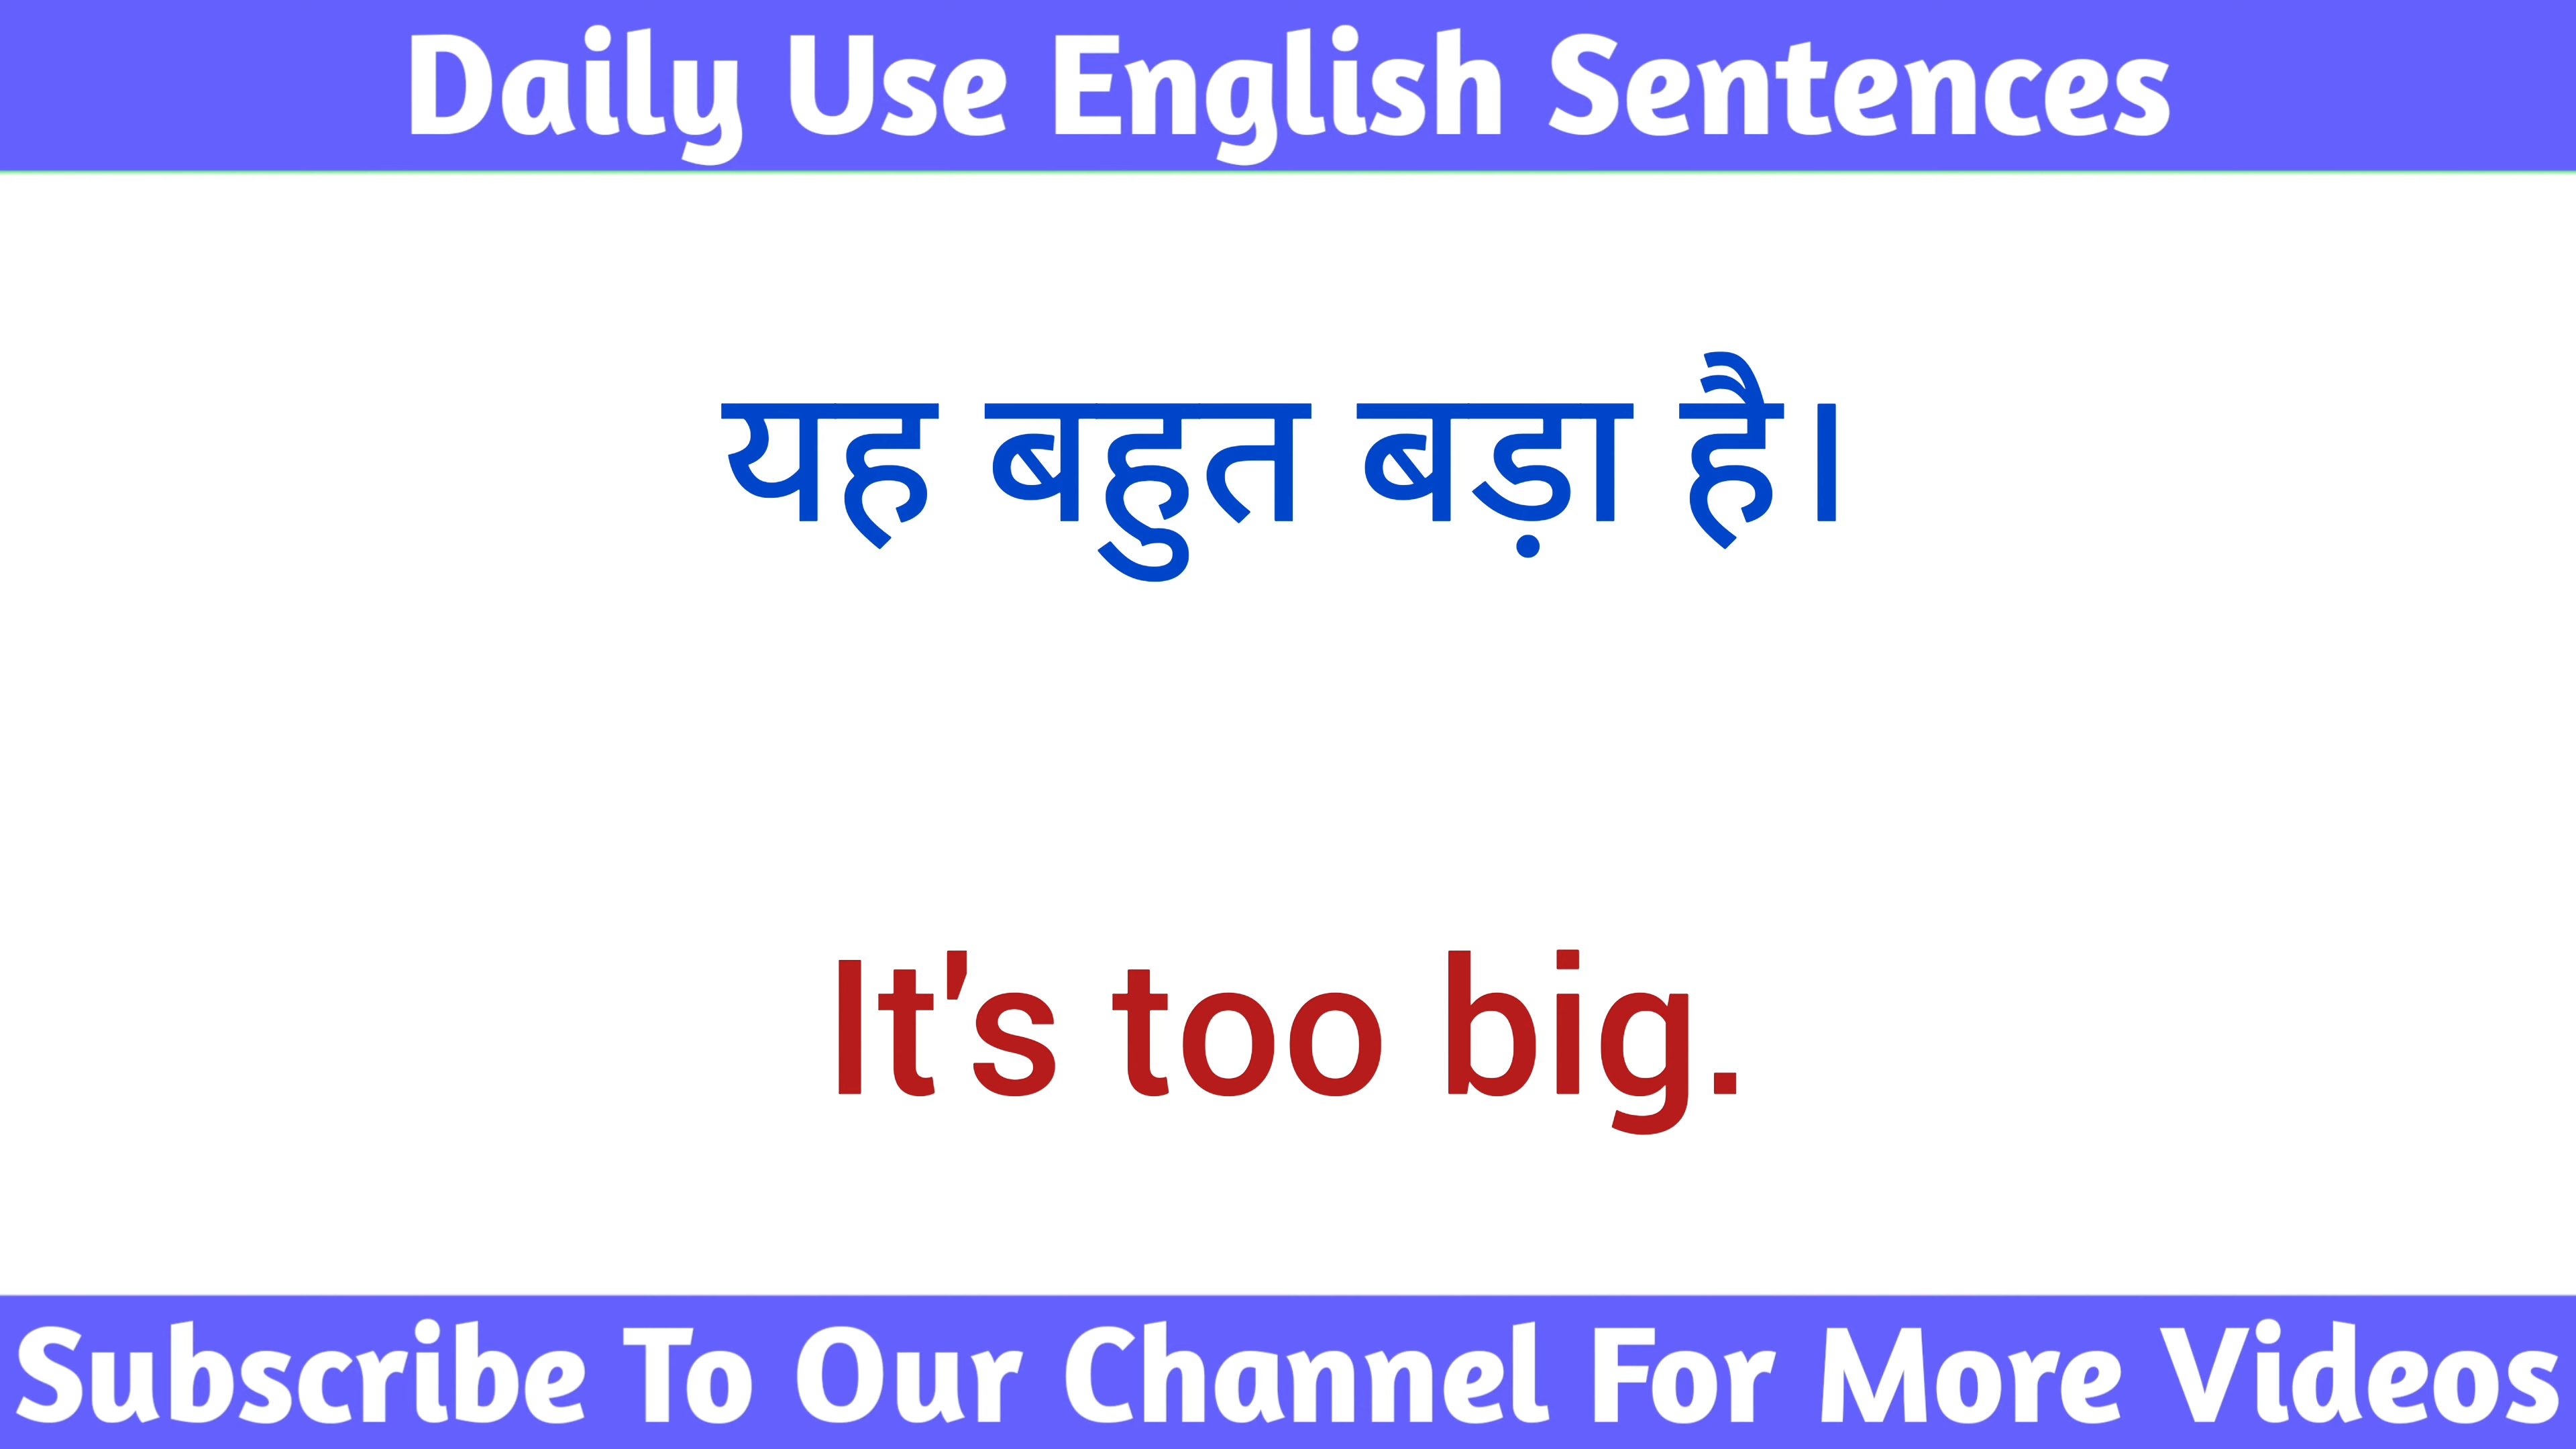 Daily Use English Sentences
यह बहुत बड़ा है।
It's too big.
Subscribe To Our Channel For More Videos